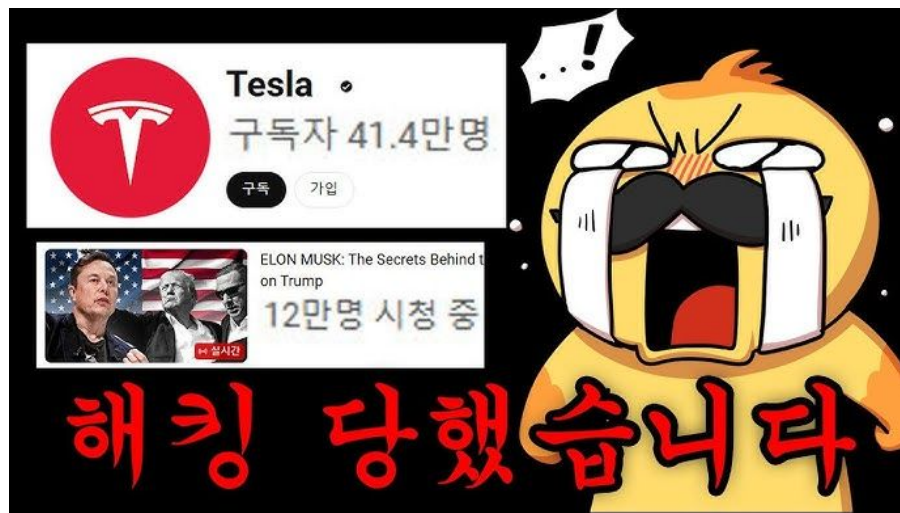 Tesla
구독자 41.4만명
구독 가입
..!
ELON MUSK: The Secrets Behind t
on Trump
12만명 시청 중
실시간
해킹 당했습니다